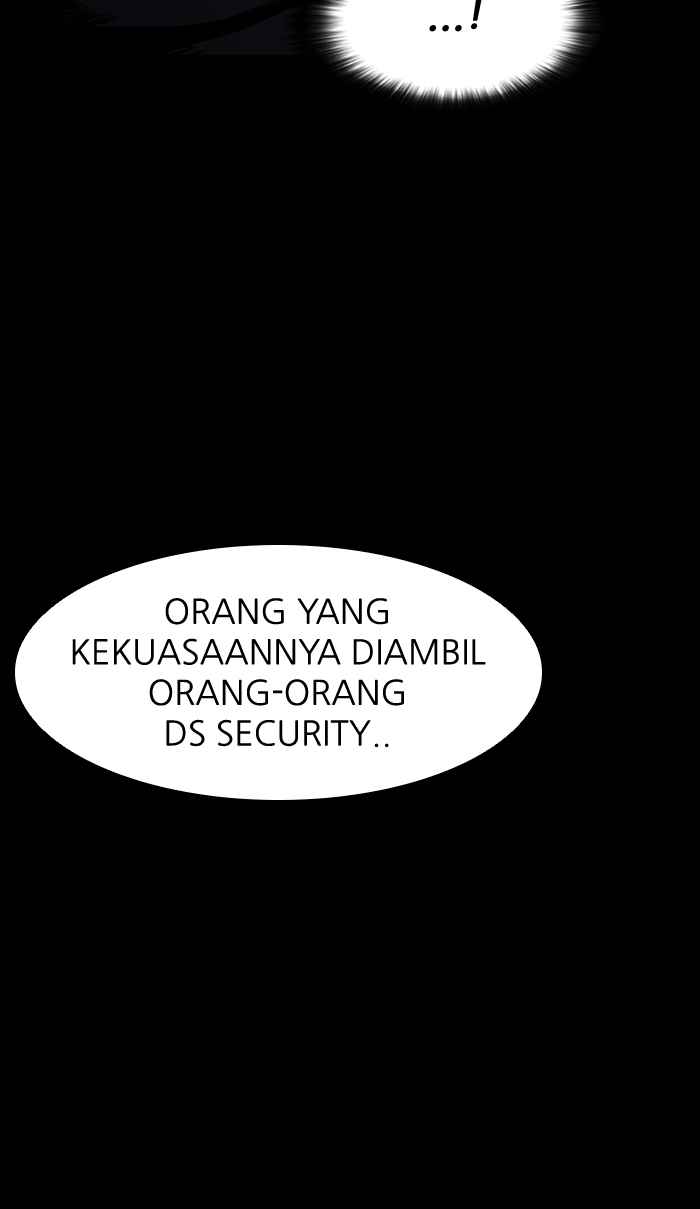 ...!
ORANG YANG
KEKUASAANNYA DIAMBIL
ORANG-ORANG
DS SECURITY..